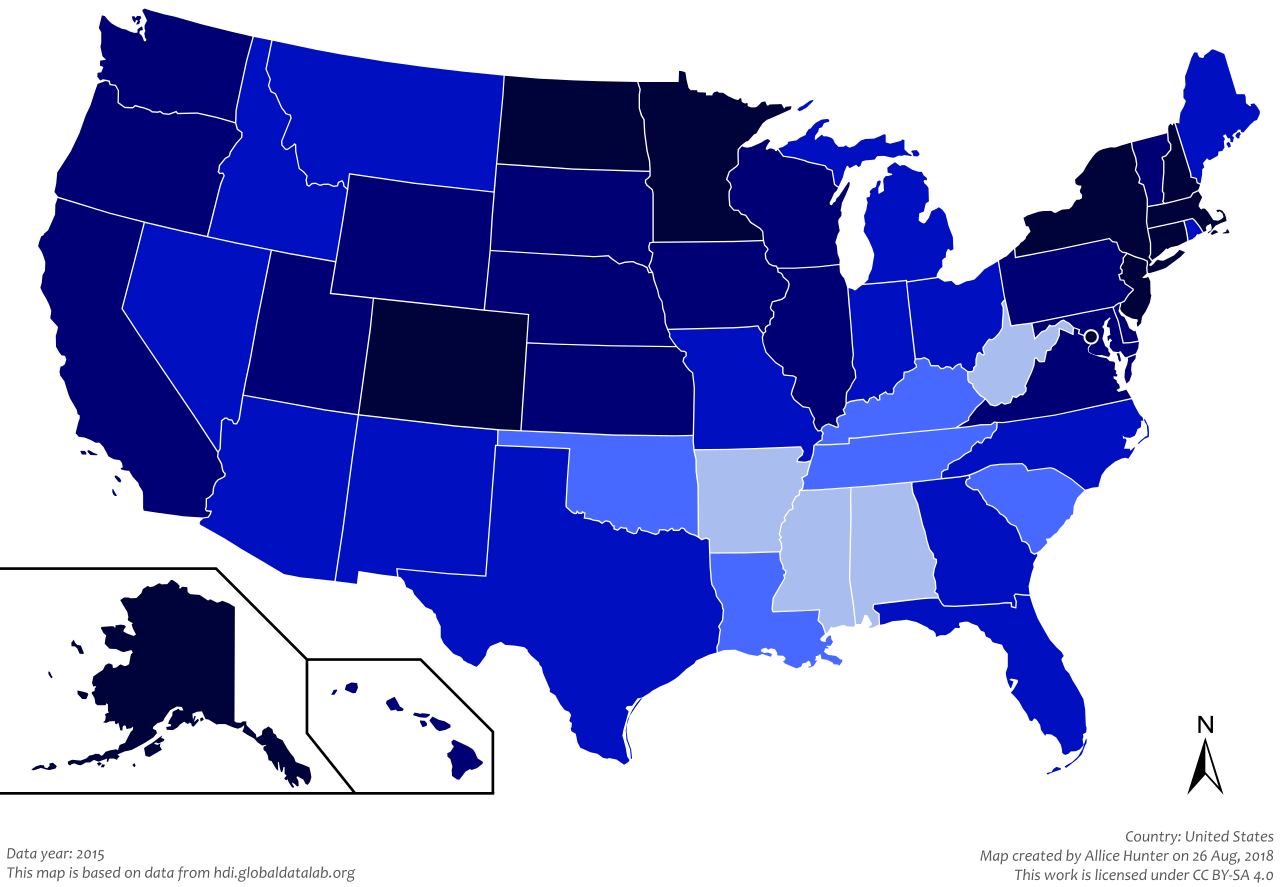 N
Data year: 2015
This map is based on data from hdi.globaldatalab.org
Country: United States
Map created by Allice Hunter on 26 Aug, 2018
This work is licensed under CC BY-SA 4.0